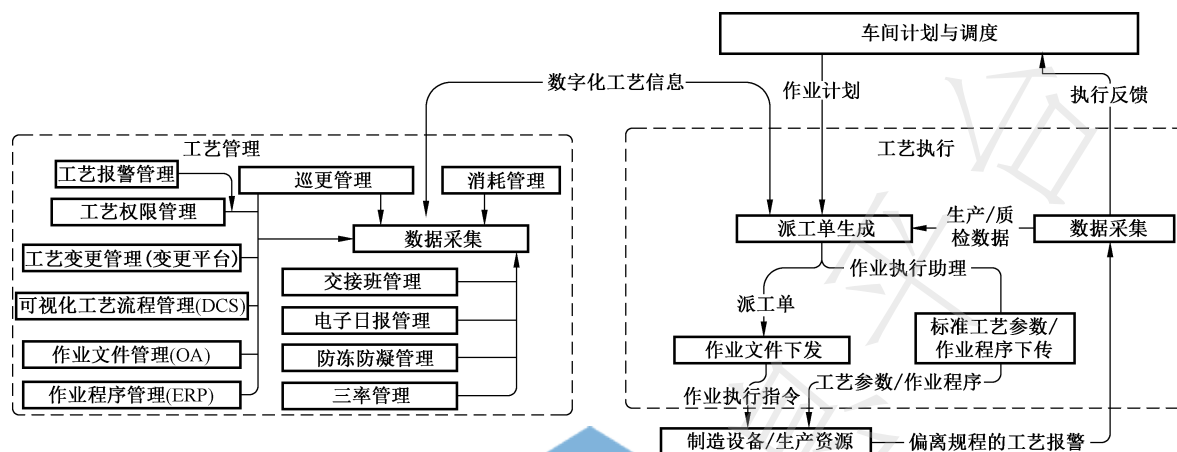 车间计划与调度
数字化工艺信息
作业计划
执行反馈
工艺管理
工艺报警管理
巡更管理
消耗管理
工艺权限管理
数据采集
工艺变更管理(变更平台)
交接班管理
可视化工艺流程管理(DCS)
电子日报管理
作业文件管理(OA)
防冻防凝管理
作业程序管理(ERP)
三率管理
工艺执行
派工单生成
生产/质
检数据
数据采集
作业执行助理
派工单
标准工艺参数/
作业程序下传
作业文件下发
工艺参数/作业程序
作业执行指令
制造设备/生产资源
偏离规程的工艺报警